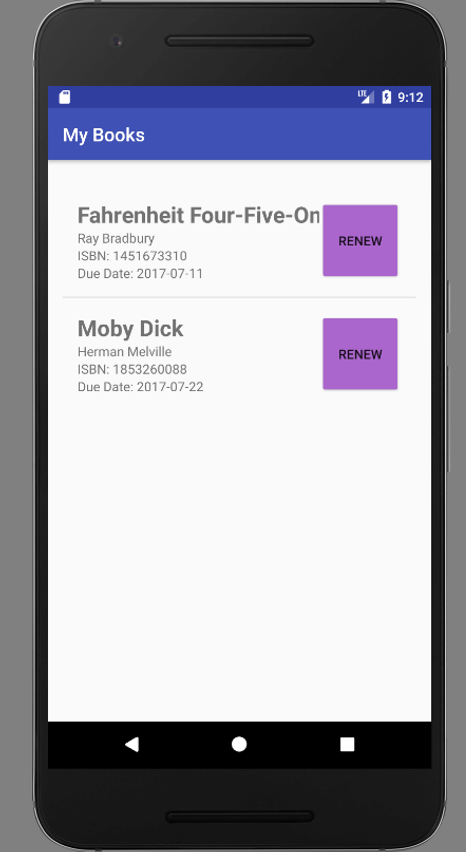 LTE 9:12
My Books
Fahrenheit Four-Five-On
Ray Bradbury
ISBN: 1451673310
Due Date: 2017-07-11
RENEW
Moby Dick
Herman Melville
ISBN: 1853260088
Due Date: 2017-07-22
RENEW